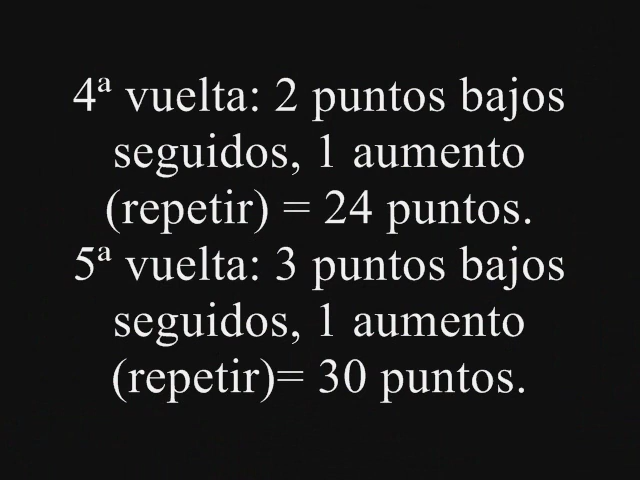 4ª vuelta: 2 puntos bajos
seguidos, 1 aumento
(repetir) = 24 puntos.
5ª vuelta: 3 puntos bajos
seguidos, 1 aumento
(repetir)= 30 puntos.